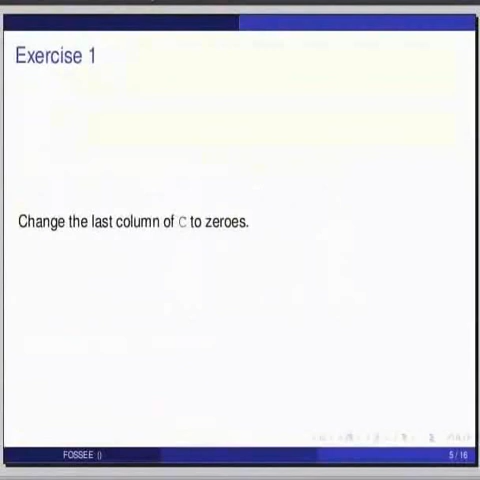 Exercise 1
Change the last column of C to zeroes.
FOSSEE ()
5 / 16